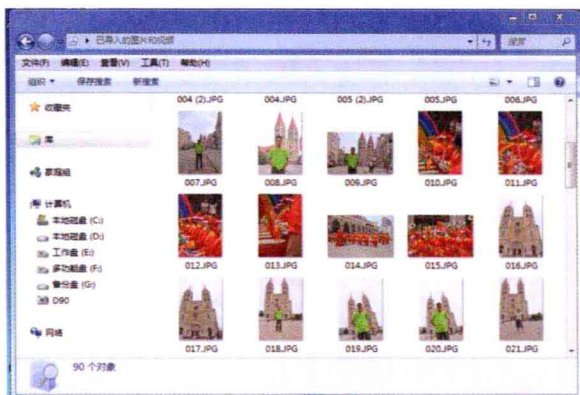 已导入的图片和视频
搜索
文件(F) 编辑(E) 查看(V) 工具(T) 帮助(H)
组织 保存搜索 新搜索
004 (2).JPG 004.JPG 005 (2).JPG 005.JPG 006.JPG
收藏夹
库
家庭组
计算机
本地磁盘 (C:)
本地磁盘 (D:)
工作盘 (E:)
多功能盘 (F:)
备份盘 (G:)
D90
网络
007.JPG 008.JPG 009.JPG 010.JPG 011.JPG
012.JPG 013.JPG 014.JPG 015.JPG 016.JPG
017.JPG 018.JPG 019.JPG 020.JPG 021.JPG
90 个对象